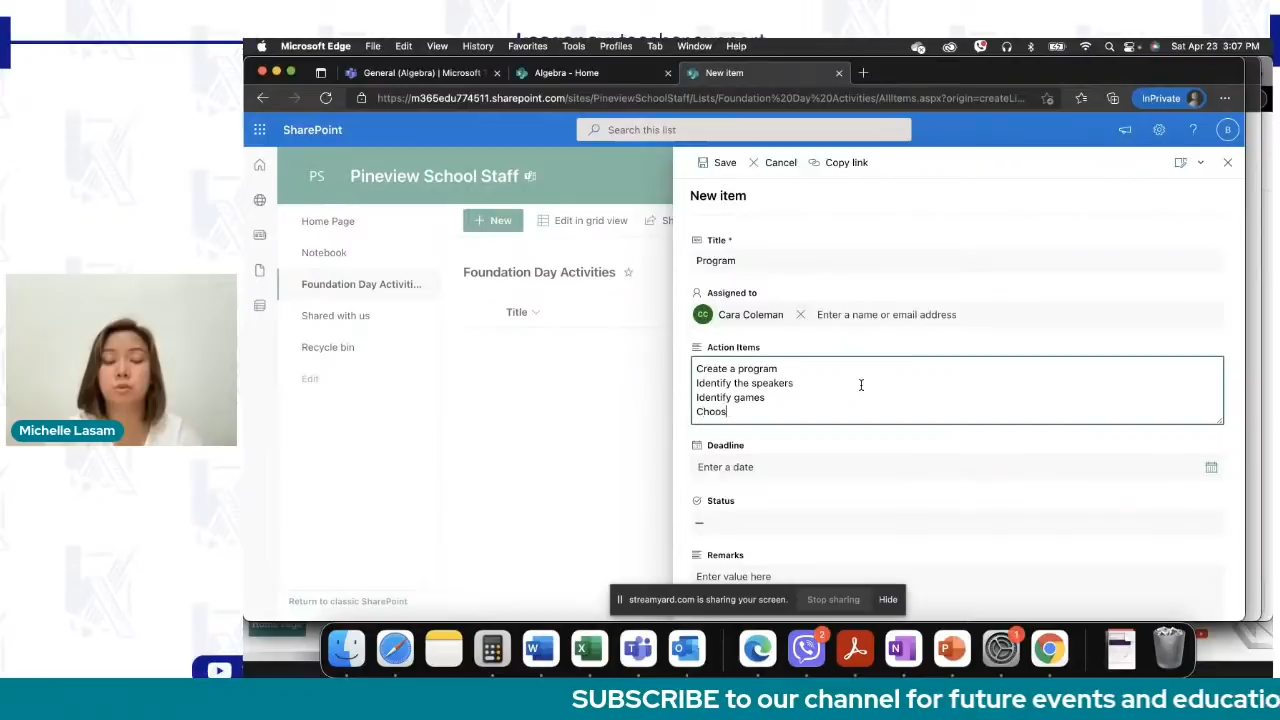 Microsoft Edge File Edit View History Favorites Tools Profiles Tab Window Help Sat Apr 23 3:07 PM
General (Algebra) | Microsoft T
Algebra - Home
New item
https://m365edu774511.sharepoint.com/sites/PineviewSchoolStaff/Lists/Foundation%20Day%20Activities/AllItems.aspx?origin=createLi...
InPrivate
SharePoint
Search this list
B
PS
Pineview School Staff
Home Page
Notebook
Foundation Day Activiti...
Shared with us
Recycle bin
Edit
Return to classic SharePoint
New
Edit in grid view
Sh
Foundation Day Activities
Title
Save
Cancel
Copy link
New item
Title *
Program
Assigned to
CC
Cara Coleman
Enter a name or email address
Action Items
Create a program
Identify the speakers
Identify games
Choos
Deadline
Enter a date
Status
—
Remarks
Enter value here
streamyard.com is sharing your screen.
Stop sharing
Hide
Michelle Lasam
2
1
SUBSCRIBE to our channel for future events and educatio